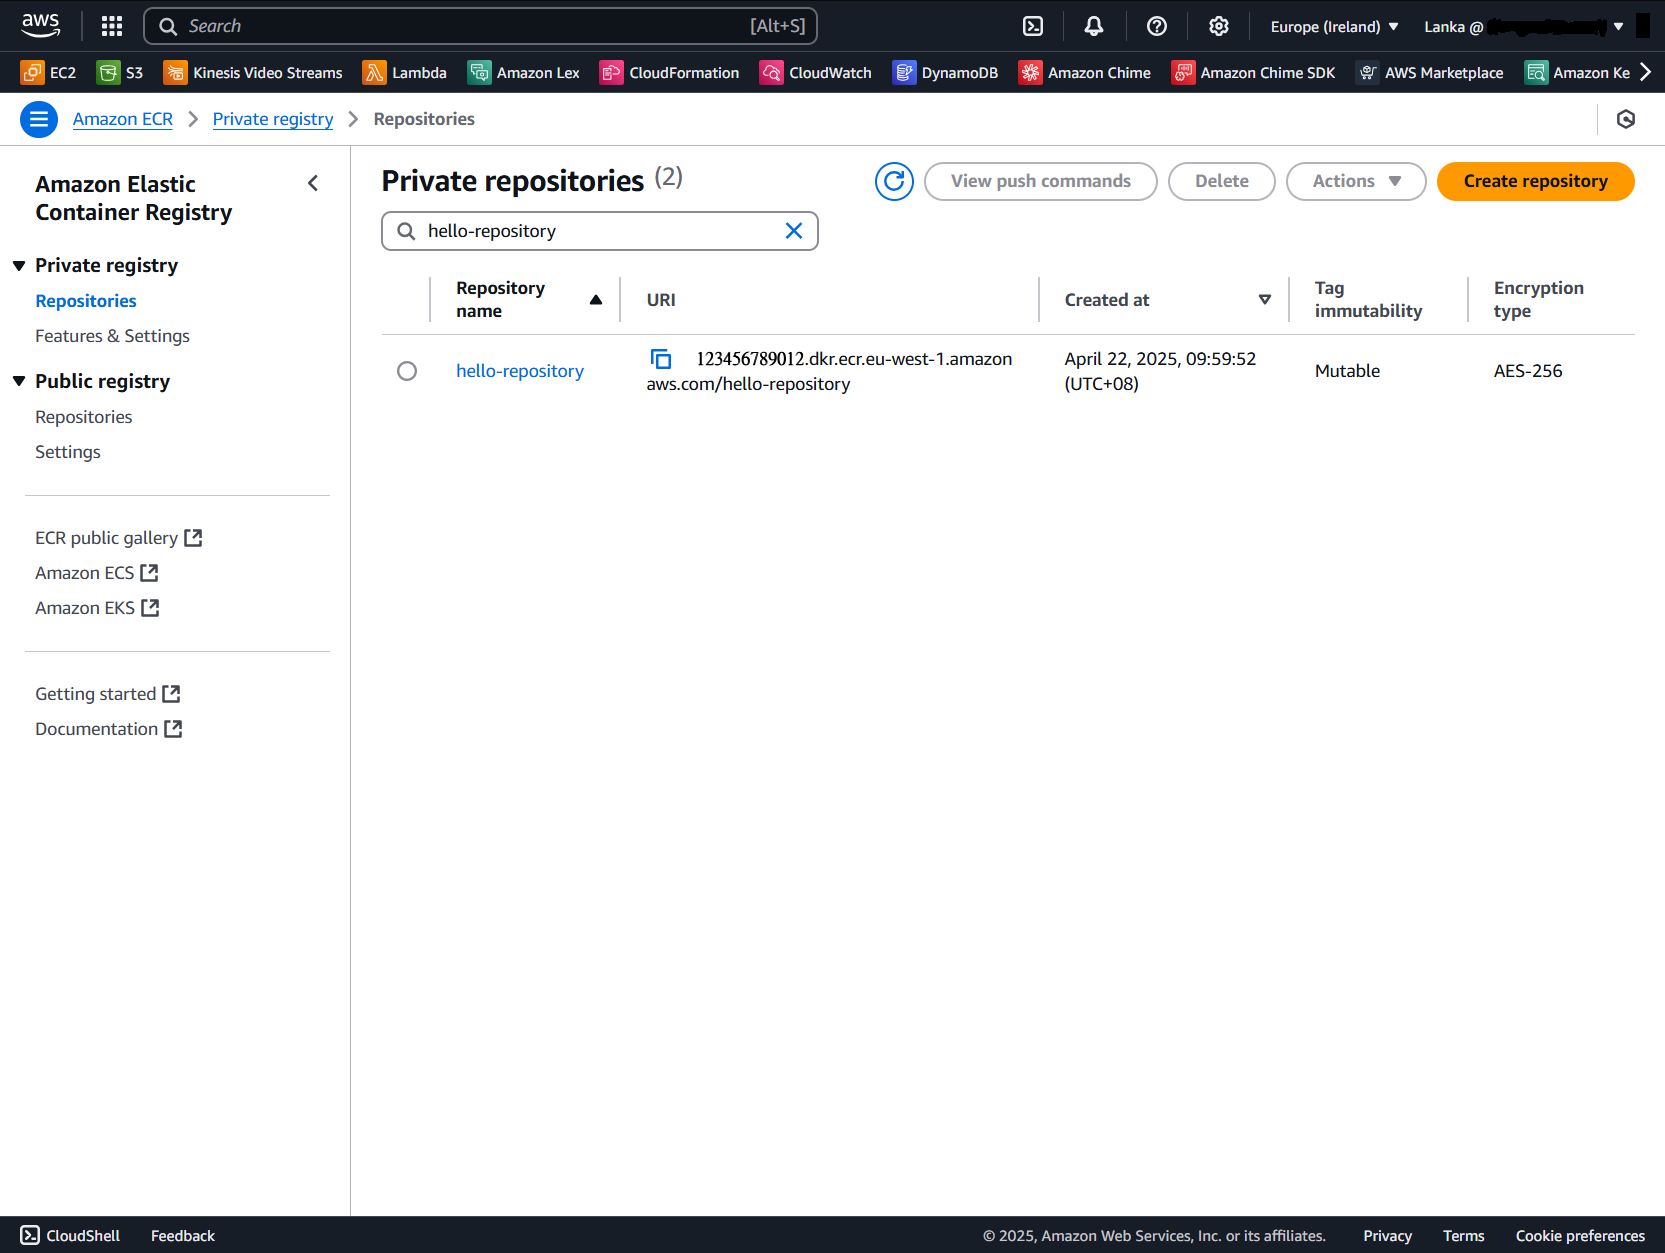 aws
Search [Alt+S]
Europe (Ireland)
Lanka @
EC2
S3
Kinesis Video Streams
Lambda
Amazon Lex
CloudFormation
CloudWatch
DynamoDB
Amazon Chime
Amazon Chime SDK
AWS Marketplace
Amazon Ke
Amazon ECR
Private registry
Repositories
Amazon Elastic
Container Registry
Private registry
Repositories
Features & Settings
Public registry
Repositories
Settings
ECR public gallery
Amazon ECS
Amazon EKS
Getting started
Documentation
Private repositories (2)
View push commands
Delete
Actions
Create repository
hello-repository
Repository
name
URI
Created at
Tag
immutability
Encryption
type
hello-repository
123456789012.dkr.ecr.eu-west-1.amazon
aws.com/hello-repository
April 22, 2025, 09:59:52
(UTC+08)
Mutable
AES-256
CloudShell
Feedback
© 2025, Amazon Web Services, Inc. or its affiliates.
Privacy
Terms
Cookie preferences